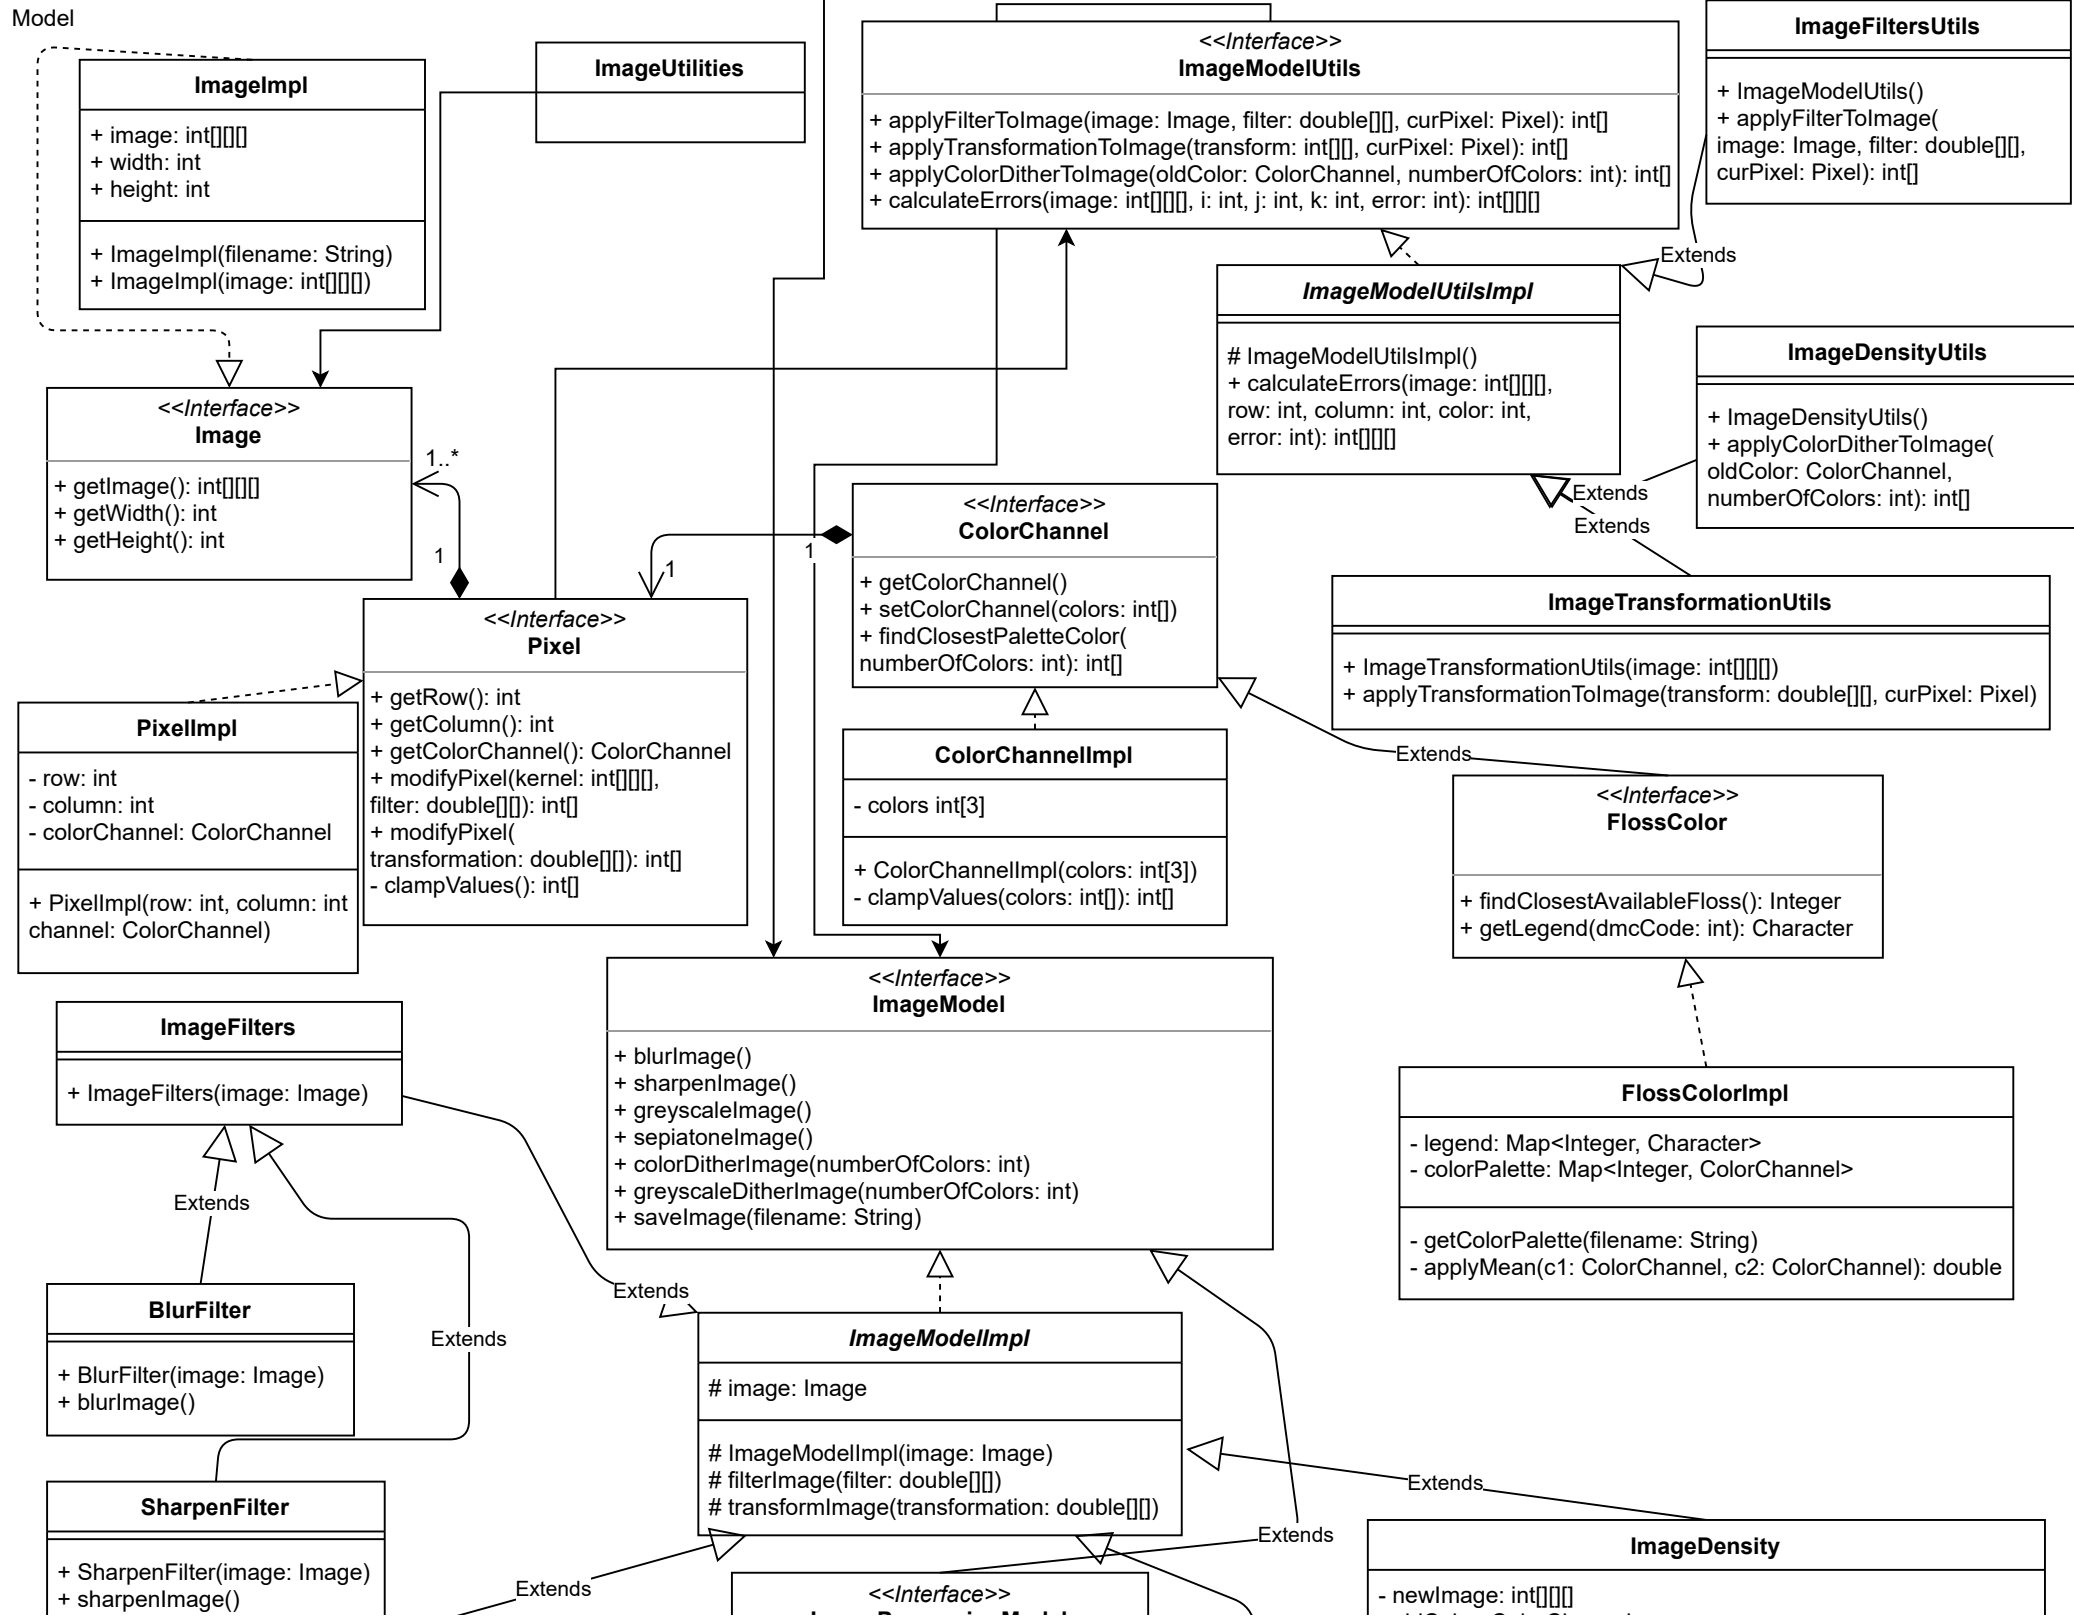 Model
ImageImpl
+ image: int[][][]
+ width: int
+ height: int
+ ImageImpl(filename: String)
+ ImageImpl(image: int[][][])
ImageUtilities
<<Interface>>
ImageModelUtils
+ applyFilterToImage(image: Image, filter: double[][], curPixel: Pixel): int[]
+ applyTransformationToImage(transform: int[][], curPixel: Pixel): int[]
+ applyColorDitherToImage(oldColor: ColorChannel, numberOfColors: int): int[]
+ calculateErrors(image: int[][][], i: int, j: int, k: int, error: int): int[][][]
ImageFiltersUtils
+ ImageModelUtils()
+ applyFilterToImage(
image: Image, filter: double[][],
curPixel: Pixel): int[]
Extends
ImageModelUtilsImpl
# ImageModelUtilsImpl()
+ calculateErrors(image: int[][][],
row: int, column: int, color: int,
error: int): int[][][]
ImageDensityUtils
+ ImageDensityUtils()
+ applyColorDitherToImage(
oldColor: ColorChannel,
numberOfColors: int): int[]
Extends
Extends
<<Interface>>
Image
+ getImage(): int[][][]
+ getWidth(): int
+ getHeight(): int
1..*
1
<<Interface>>
ColorChannel
+ getColorChannel()
+ setColorChannel(colors: int[])
+ findClosestPaletteColor(
numberOfColors: int): int[]
1
1
ImageTransformationUtils
+ ImageTransformationUtils(image: int[][][])
+ applyTransformationToImage(transform: double[][], curPixel: Pixel)
<<Interface>>
Pixel
+ getRow(): int
+ getColumn(): int
+ getColorChannel(): ColorChannel
+ modifyPixel(kernel: int[][][],
filter: double[][]): int[]
+ modifyPixel(
transformation: double[][]): int[]
- clampValues(): int[]
PixelImpl
- row: int
- column: int
- colorChannel: ColorChannel
+ PixelImpl(row: int, column: int
channel: ColorChannel)
ColorChannelImpl
- colors int[3]
+ ColorChannelImpl(colors: int[3])
- clampValues(colors: int[]): int[]
Extends
<<Interface>>
FlossColor
+ findClosestAvailableFloss(): Integer
+ getLegend(dmcCode: int): Character
<<Interface>>
ImageModel
+ blurImage()
+ sharpenImage()
+ greyscaleImage()
+ sepiatoneImage()
+ colorDitherImage(numberOfColors: int)
+ greyscaleDitherImage(numberOfColors: int)
+ saveImage(filename: String)
ImageFilters
+ ImageFilters(image: Image)
FlossColorImpl
- legend: Map<Integer, Character>
- colorPalette: Map<Integer, ColorChannel>
- getColorPalette(filename: String)
- applyMean(c1: ColorChannel, c2: ColorChannel): double
Extends
Extends
Extends
BlurFilter
+ BlurFilter(image: Image)
+ blurImage()
ImageModelImpl
# image: Image
# ImageModelImpl(image: Image)
# filterImage(filter: double[][])
# transformImage(transformation: double[][])
Extends
Extends
SharpenFilter
+ SharpenFilter(image: Image)
+ sharpenImage()
Extends
<<Interface>>
ImageDensity
- newImage: int[][][]